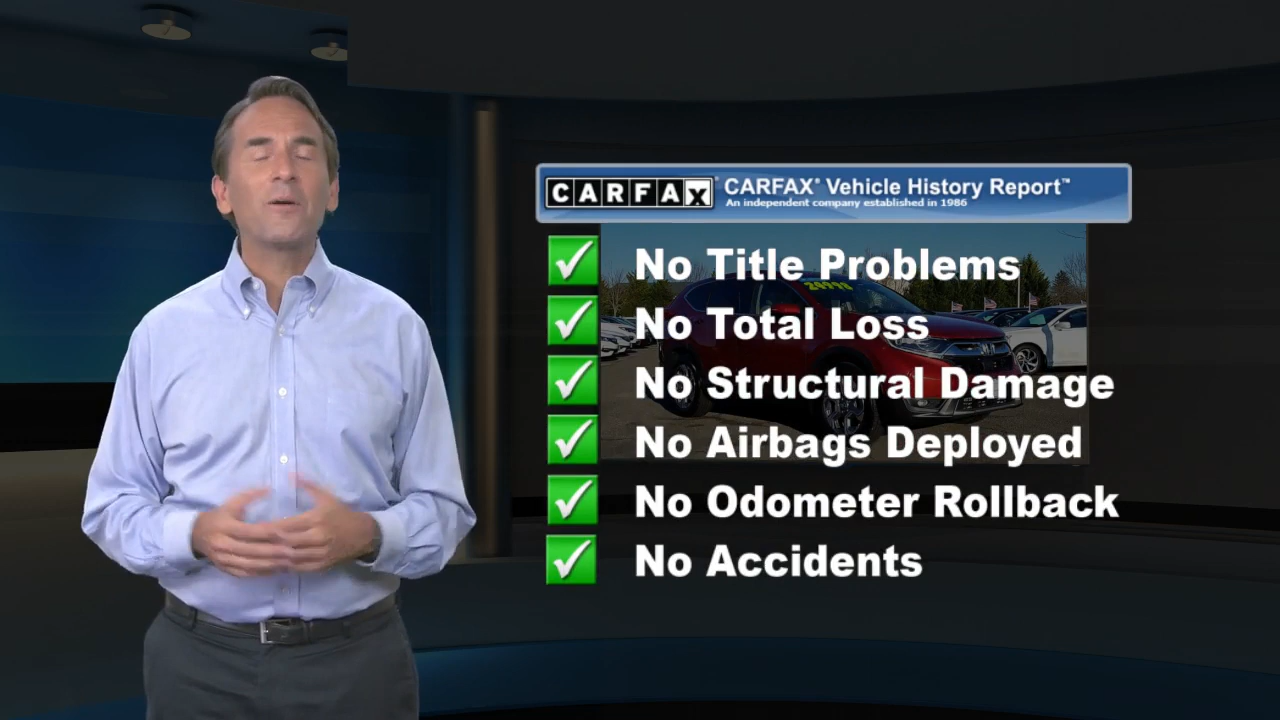 CARFAX
CARFAX® Vehicle History Report™
An independent company established in 1986
No Title Problems
No Total Loss
No Structural Damage
No Airbags Deployed
No Odometer Rollback
No Accidents